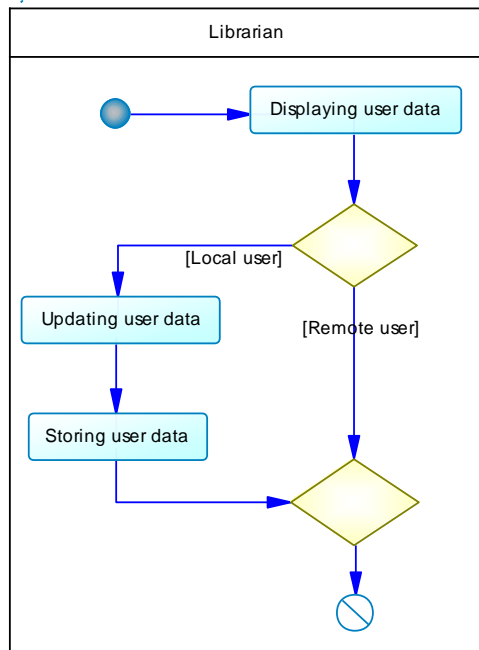 Librarian
Displaying user data
[Local user]
Updating user data
[Remote user]
Storing user data